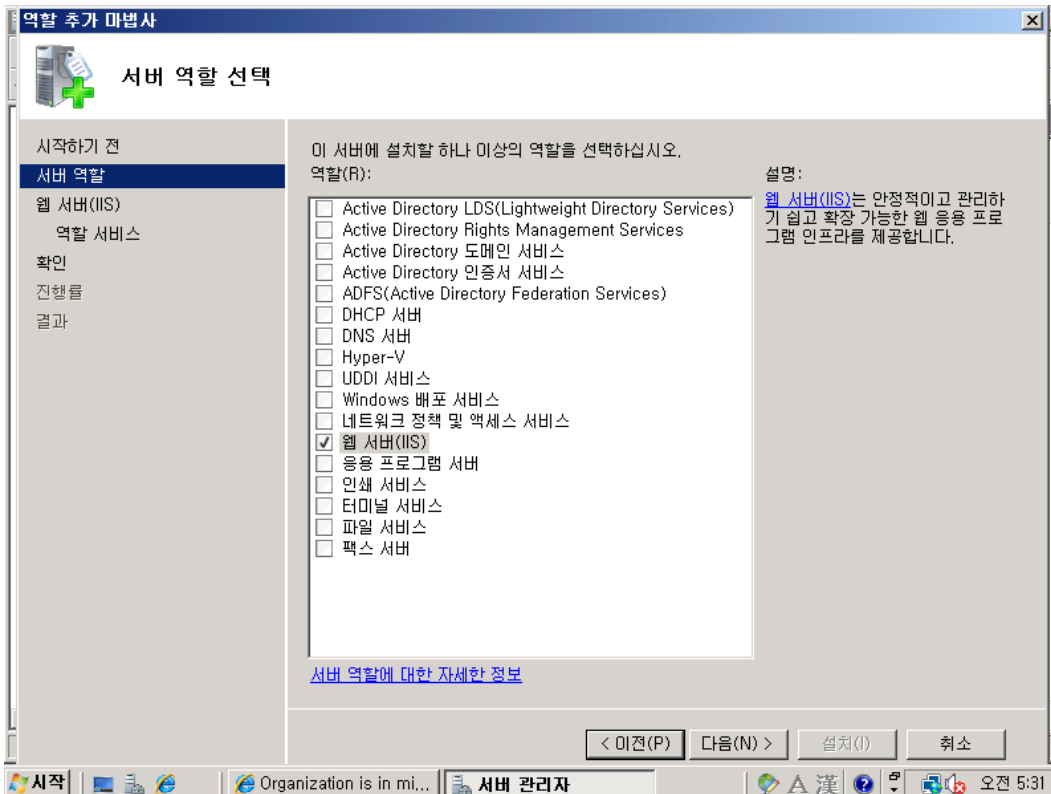 역할 추가 마법사
서버 역할 선택
시작하기 전
서버 역할
웹 서버(IIS)
역할 서비스
확인
진행률
결과
이 서버에 설치할 하나 이상의 역할을 선택하십시오.
역할(R):
Active Directory LDS(Lightweight Directory Services)
Active Directory Rights Management Services
Active Directory 도메인 서비스
Active Directory 인증서 서비스
ADFS(Active Directory Federation Services)
DHCP 서버
DNS 서버
Hyper-V
UDDI 서비스
Windows 배포 서비스
네트워크 정책 및 액세스 서비스
웹 서버(IIS)
응용 프로그램 서버
인쇄 서비스
터미널 서비스
파일 서비스
팩스 서버
서버 역할에 대한 자세한 정보
설명:
웹 서버(IIS)는 안정적이고 관리하
기 쉽고 확장 가능한 웹 응용 프로
그램 인프라를 제공합니다.
< 이전(P) 다음(N) > 설치(I) 취소
시작 Organization is in mi... 서버 관리자 A 漢 오전 5:31